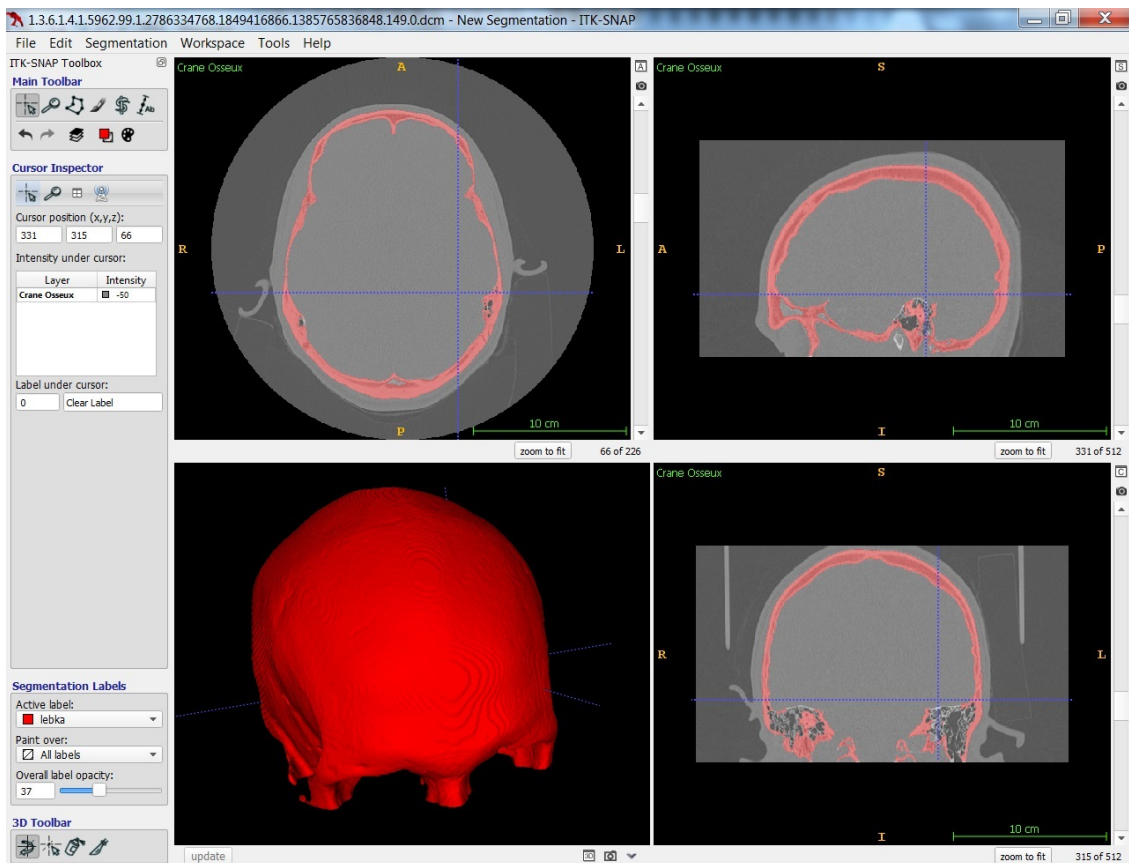 1.3.6.1.4.1.5962.99.1.2786334768.1849416866.1385765836848.149.0.dcm - New Segmentation - ITK-SNAP
File Edit Segmentation Workspace Tools Help
ITK-SNAP Toolbox
Main Toolbar
Ab
Cursor Inspector
Cursor position (x,y,z):
331 315 66
Intensity under cursor:
Layer Intensity
Crane Osseux -50
Label under cursor:
0 Clear Label
Segmentation Labels
Active label:
lebka
Paint over:
All labels
Overall label opacity:
37
3D Toolbar
Crane Osseux
A
A
R
L
10 cm
P
zoom to fit 66 of 226
Crane Osseux
S
S
A
P
10 cm
I
zoom to fit 331 of 512
update
3D
Crane Osseux
S
C
R
L
10 cm
I
zoom to fit 315 of 512